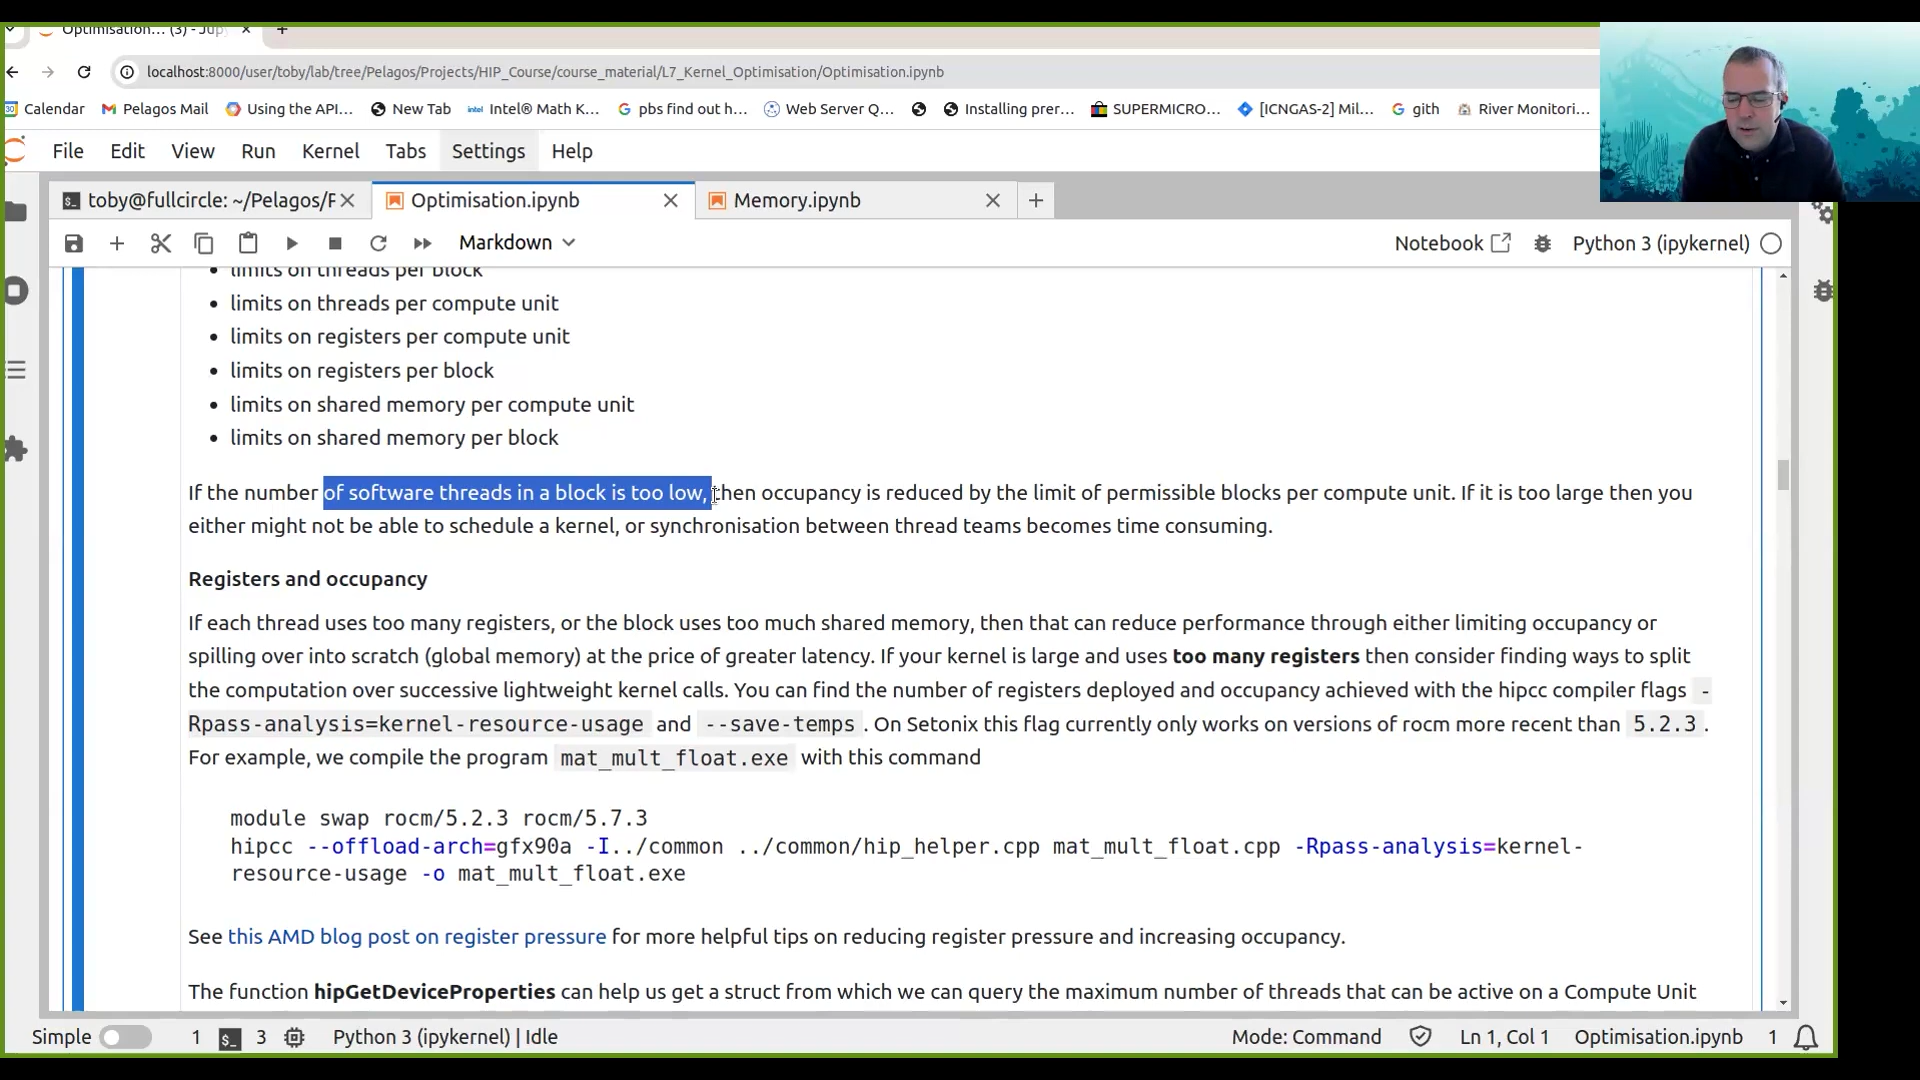 Optimisation... (3) - Jup
localhost:8000/user/toby/lab/tree/Pelagos/Projects/HIP_Course/course_material/L7_Kernel_Optimisation/Optimisation.ipynb
Calendar Pelagos Mail Using the API... New Tab Intel® Math K... pbs find out h... Web Server Q... Installing prer... SUPERMICRO... [ICNGAS-2] Mil... gith River Monitori...
File Edit View Run Kernel Tabs Settings Help
toby@fullcircle: ~/Pelagos/F Optimisation.ipynb Memory.ipynb
Markdown Notebook Python 3 (ipykernel)
• limits on threads per block
• limits on threads per compute unit
• limits on registers per compute unit
• limits on registers per block
• limits on shared memory per compute unit
• limits on shared memory per block
If the number of software threads in a block is too low, then occupancy is reduced by the limit of permissible blocks per compute unit. If it is too large then you
either might not be able to schedule a kernel, or synchronisation between thread teams becomes time consuming.
Registers and occupancy
If each thread uses too many registers, or the block uses too much shared memory, then that can reduce performance through either limiting occupancy or
spilling over into scratch (global memory) at the price of greater latency. If your kernel is large and uses too many registers then consider finding ways to split
the computation over successive lightweight kernel calls. You can find the number of registers deployed and occupancy achieved with the hipcc compiler flags -
Rpass-analysis=kernel-resource-usage and --save-temps. On Setonix this flag currently only works on versions of rocm more recent than 5.2.3.
For example, we compile the program mat_mult_float.exe with this command
module swap rocm/5.2.3 rocm/5.7.3
hipcc --offload-arch=gfx90a -I../common ../common/hip_helper.cpp mat_mult_float.cpp -Rpass-analysis=kernel-
resource-usage -o mat_mult_float.exe
See this AMD blog post on register pressure for more helpful tips on reducing register pressure and increasing occupancy.
The function hipGetDeviceProperties can help us get a struct from which we can query the maximum number of threads that can be active on a Compute Unit
Simple 1 3 Python 3 (ipykernel) | Idle Mode: Command Ln 1, Col 1 Optimisation.ipynb 1